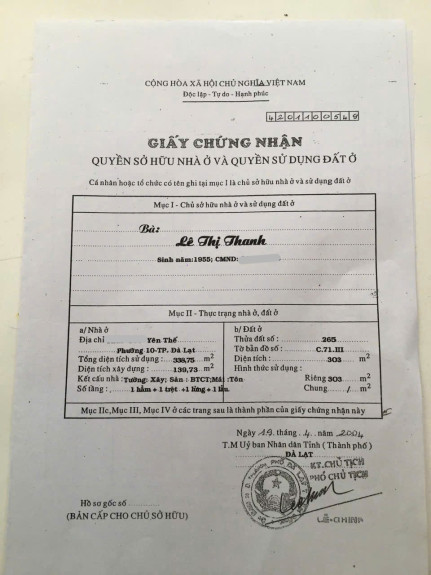 CỘNG HÒA XÃ HỘI CHỦ NGHĨA VIỆT NAM
Độc lập - Tự do - Hạnh phúc
4201100548
GIẤY CHỨNG NHẬN
QUYỀN SỞ HỮU NHÀ Ở VÀ QUYỀN SỬ DỤNG ĐẤT Ở
Cá nhân hoặc tổ chức có tên ghi tại mục I là chủ sở hữu nhà ở và sử dụng đất ở
Mục I - Chủ sở hữu nhà ở và sử dụng đất ở
Bà:
Lê Thị Thanh
Sinh năm:1955; CMND:
Mục II - Thực trạng nhà ở, đất ở
a/ Nhà ở
Địa chỉ Yên Thế
Phường 10-TP. Đà Lạt
Tổng diện tích sử dụng : 338,75 m2
Diện tích xây dựng : 139,73 m2
Kết cấu nhà : Tường: Xây; Sàn : BTCT; Mái :Tôn
Số tầng : 1 hầm + 1 trệt +1 lửng + 1 lầu
b/ Đất ở
Thửa đất số : 265
Tờ bản đồ số : C.71.III
Diện tích : 303 m2
Hình thức sử dụng :
Riêng 303 m2
Chung / m2
Mục IIc, Mục III, Mục IV ở các trang sau là thành phần của giấy chứng nhận này
Ngày 19 tháng 4 năm 2004
T.M Uỷ ban Nhân dân Tỉnh ( Thành phố )
ĐÀ LẠT
KT.CHỦ TỊCH
PHÓ CHỦ TỊCH
Hồ sơ gốc số
(BẢN CẤP CHO CHỦ SỞ HỮU)